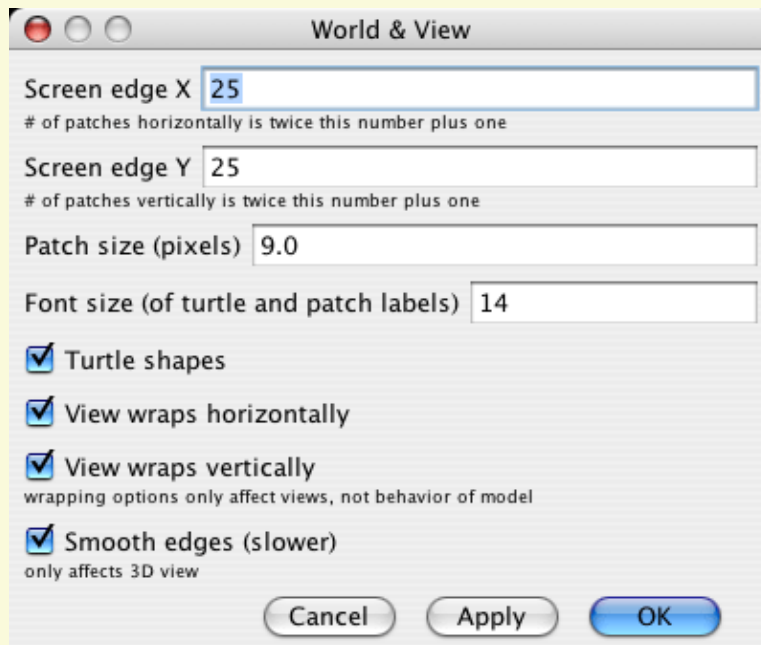 World & View
Screen edge X 25
# of patches horizontally is twice this number plus one
Screen edge Y 25
# of patches vertically is twice this number plus one
Patch size (pixels) 9.0
Font size (of turtle and patch labels) 14
Turtle shapes
View wraps horizontally
View wraps vertically
wrapping options only affect views, not behavior of model
Smooth edges (slower)
only affects 3D view
Cancel Apply OK